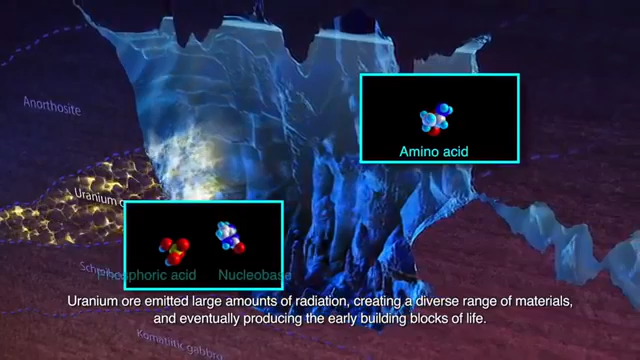 Anorthosite
Amino acid
Uranium
Phosphoric acid
Nucleobase
Uranium ore emitted large amounts of radiation, creating a diverse range of materials,
and eventually producing the early building blocks of life.
Komatiitic gabbro